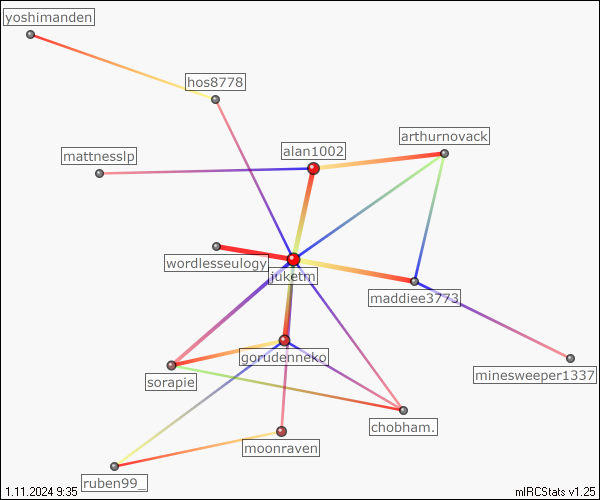 yoshimanden
hos8778
arthurnovack
alan1002
mattnesslp
wordlesseulogy
juketm
maddiee3773
gorudenneko
minesweeper1337
sorapie
chobham.
moonraven
ruben99_
1.11.2024 9:35
mIRCStats v1.25